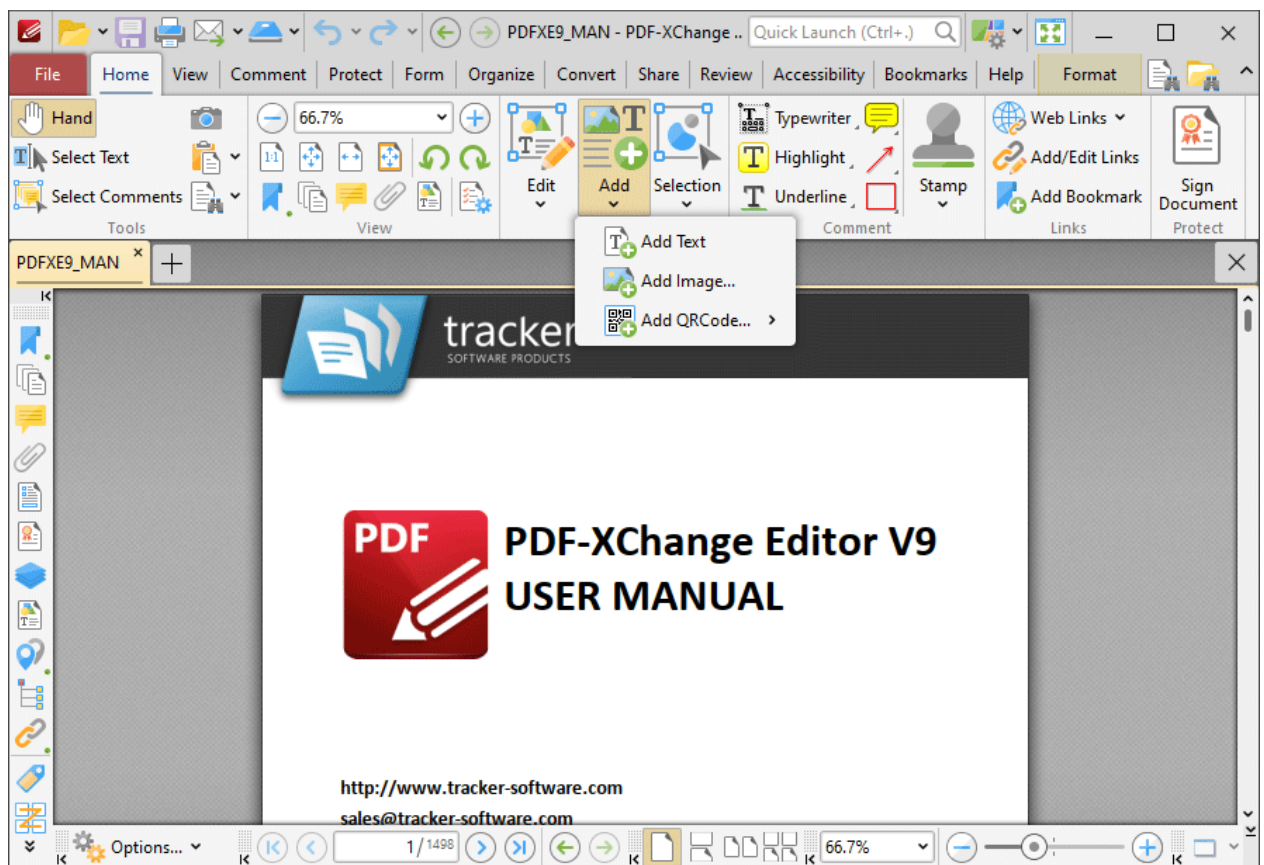 PDFXE9_MAN - PDF-XChange .. Quick Launch (Ctrl+.)
File Home View Comment Protect Form Organize Convert Share Review Accessibility Bookmarks Help Format
Hand 66.7% Typewriter Web Links
Select Text 1:1 Highlight Add/Edit Links
Select Comments Edit Add Selection Underline Stamp Add Bookmark Sign Document
Tools View Comment Links Protect
Add Text
Add Image...
Add QRCode...
PDFXE9_MAN
tracker
SOFTWARE PRODUCTS
PDF
PDF-XChange Editor V9
USER MANUAL
http://www.tracker-software.com
sales@tracker-software.com
Options... 1/1498 66.7%